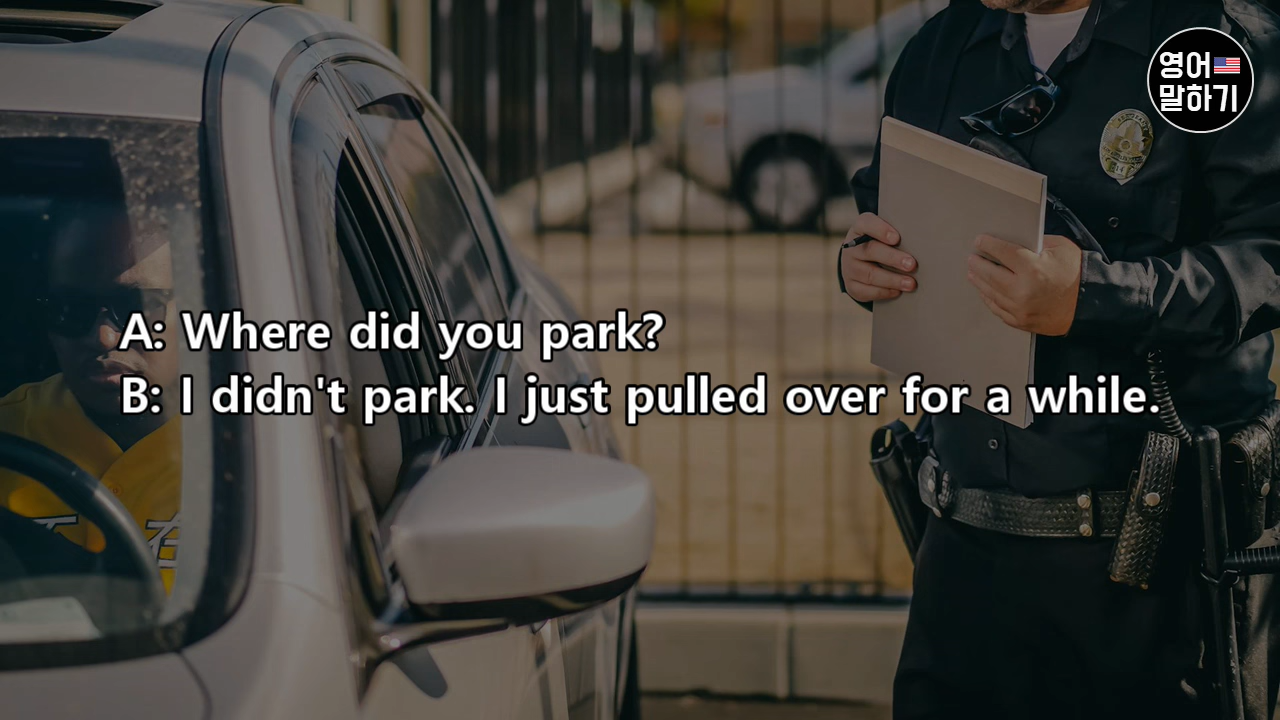 영어
말하기
A: Where did you park?
B: I didn't park. I just pulled over for a while.